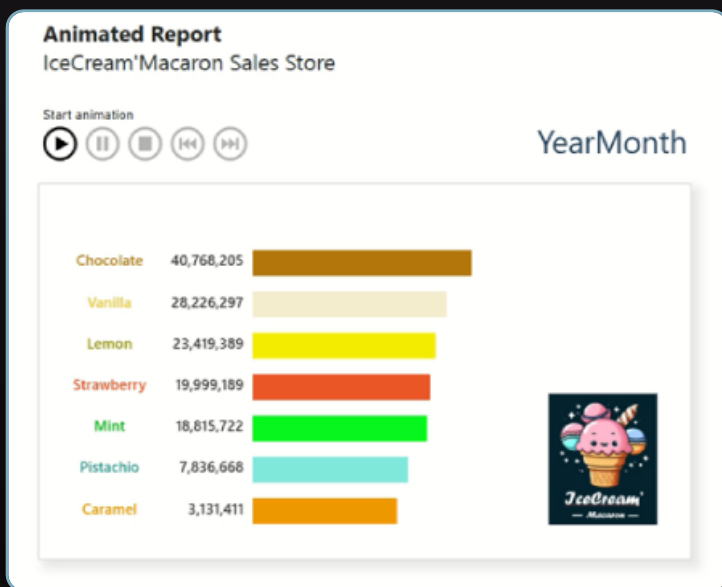 Animated Report
IceCream'Macaron Sales Store
Start animation
YearMonth
Chocolate 40,768,205
Vanilla 28,226,297
Lemon 23,419,389
Strawberry 19,999,189
Mint 18,815,722
Pistachio 7,836,668
Caramel 3,131,411
IceCream'
— Macaron —